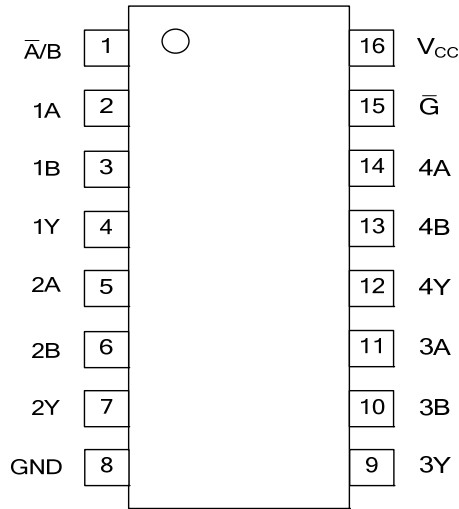 A̅/B 1 16 VCC
1A 2 15 G̅
1B 3 14 4A
1Y 4 13 4B
2A 5 12 4Y
2B 6 11 3A
2Y 7 10 3B
GND 8 9 3Y